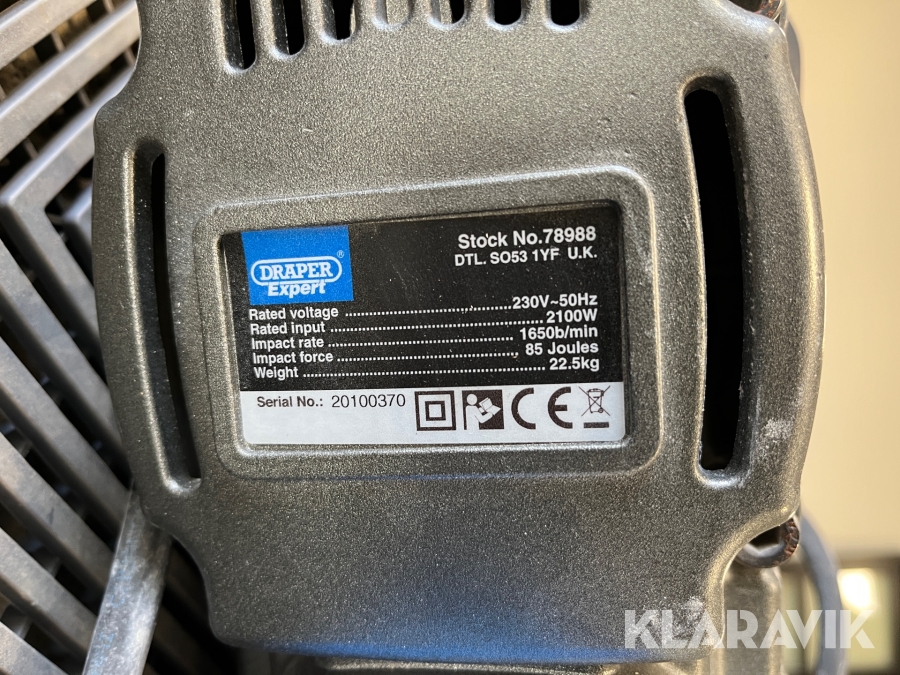 DRAPER®
Expert
Stock No.78988
DTL. SO53 1YF U.K.
Rated voltage ........................................230V~50Hz
Rated input ..................................................2100W
Impact rate .............................................1650b/min
Impact force ............................................85 Joules
Weight .........................................................22.5kg
Serial No.: 20100370
CE
KLARAVIK